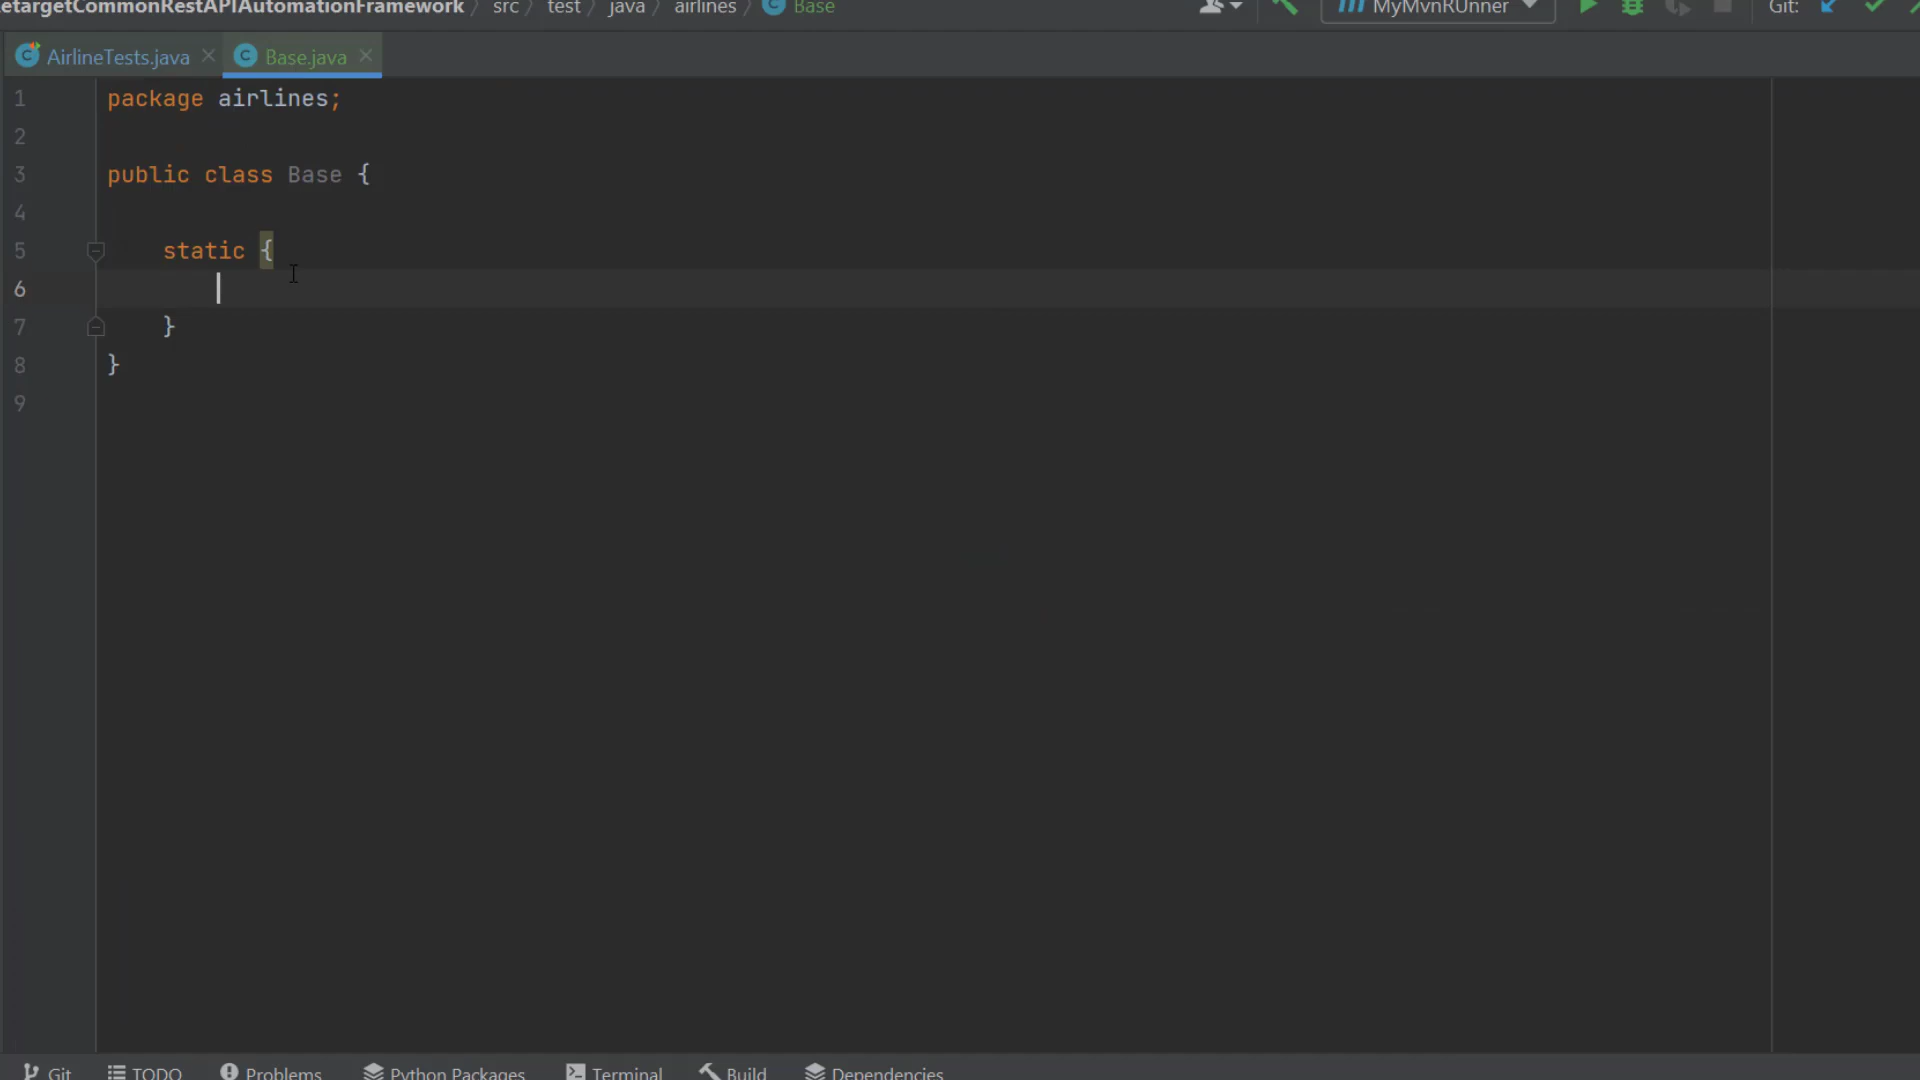 etargetCommonRestAPIAutomationFramework 〉 src 〉 test 〉 java 〉 airlines 〉 C Base MyMvnRUnner Git:
C AirlineTests.java × C Base.java ×
1 package airlines;
2
3 public class Base {
4
5 static {
6
7 }
8 }
9
Git TODO Problems Python Packages Terminal Build Dependencies